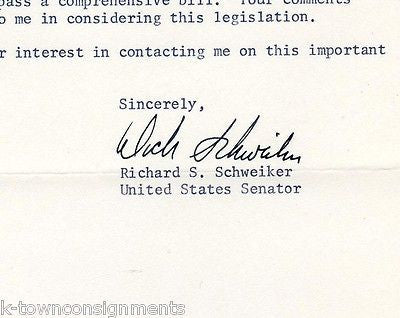 pass a comprehensive bill. Your comments
o me in considering this legislation.
r interest in contacting me on this important
Sincerely,
Dick Schweiker
Richard S. Schweiker
United States Senator
k-townconsignments